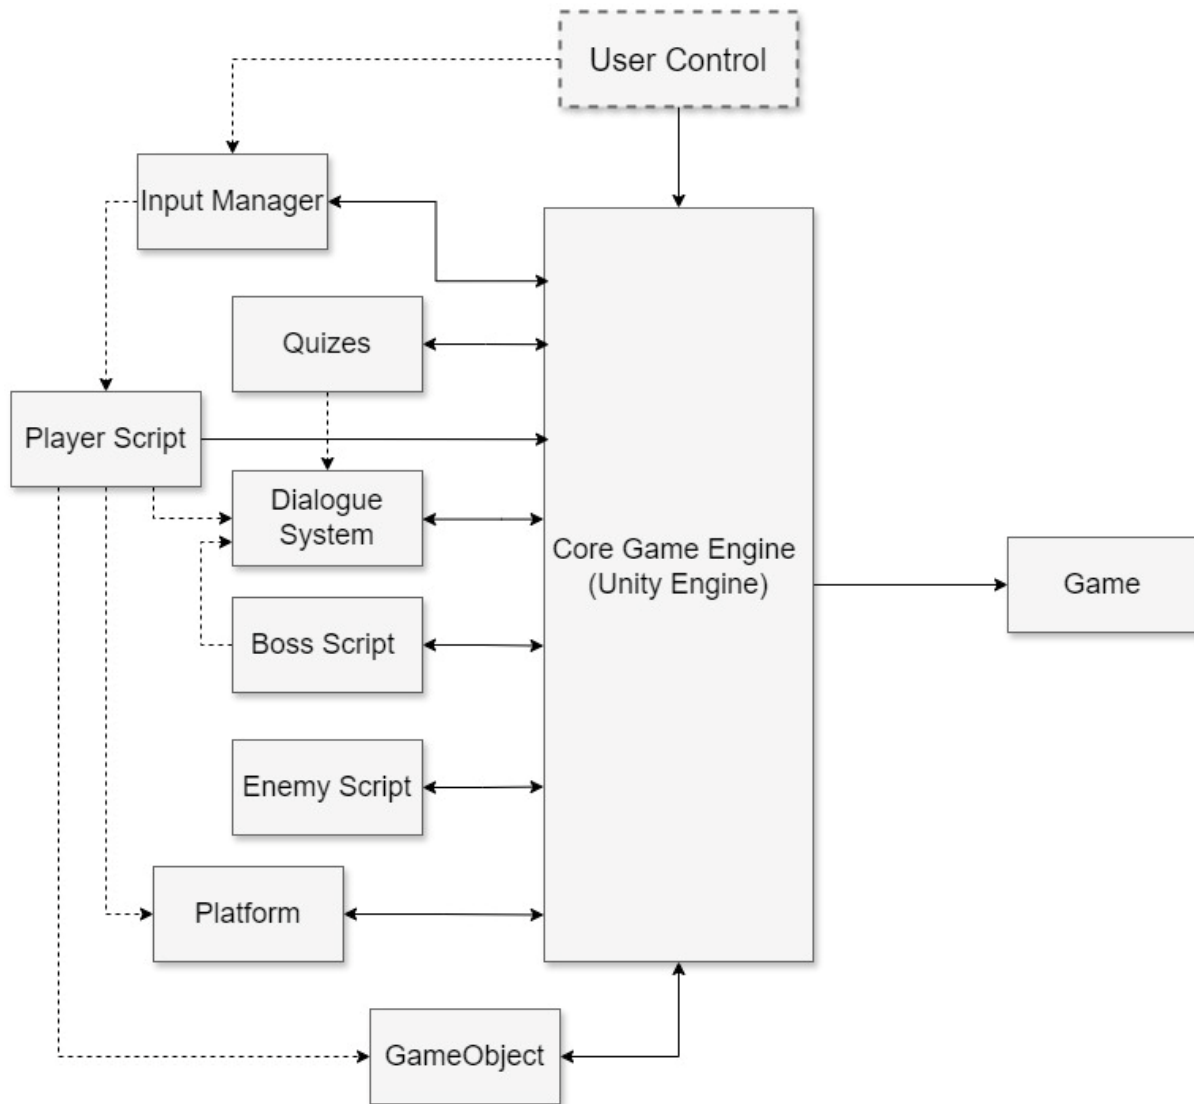 User Control
Input Manager
Quizes
Player Script
Dialogue
System
Core Game Engine
(Unity Engine)
Game
Boss Script
Enemy Script
Platform
GameObject